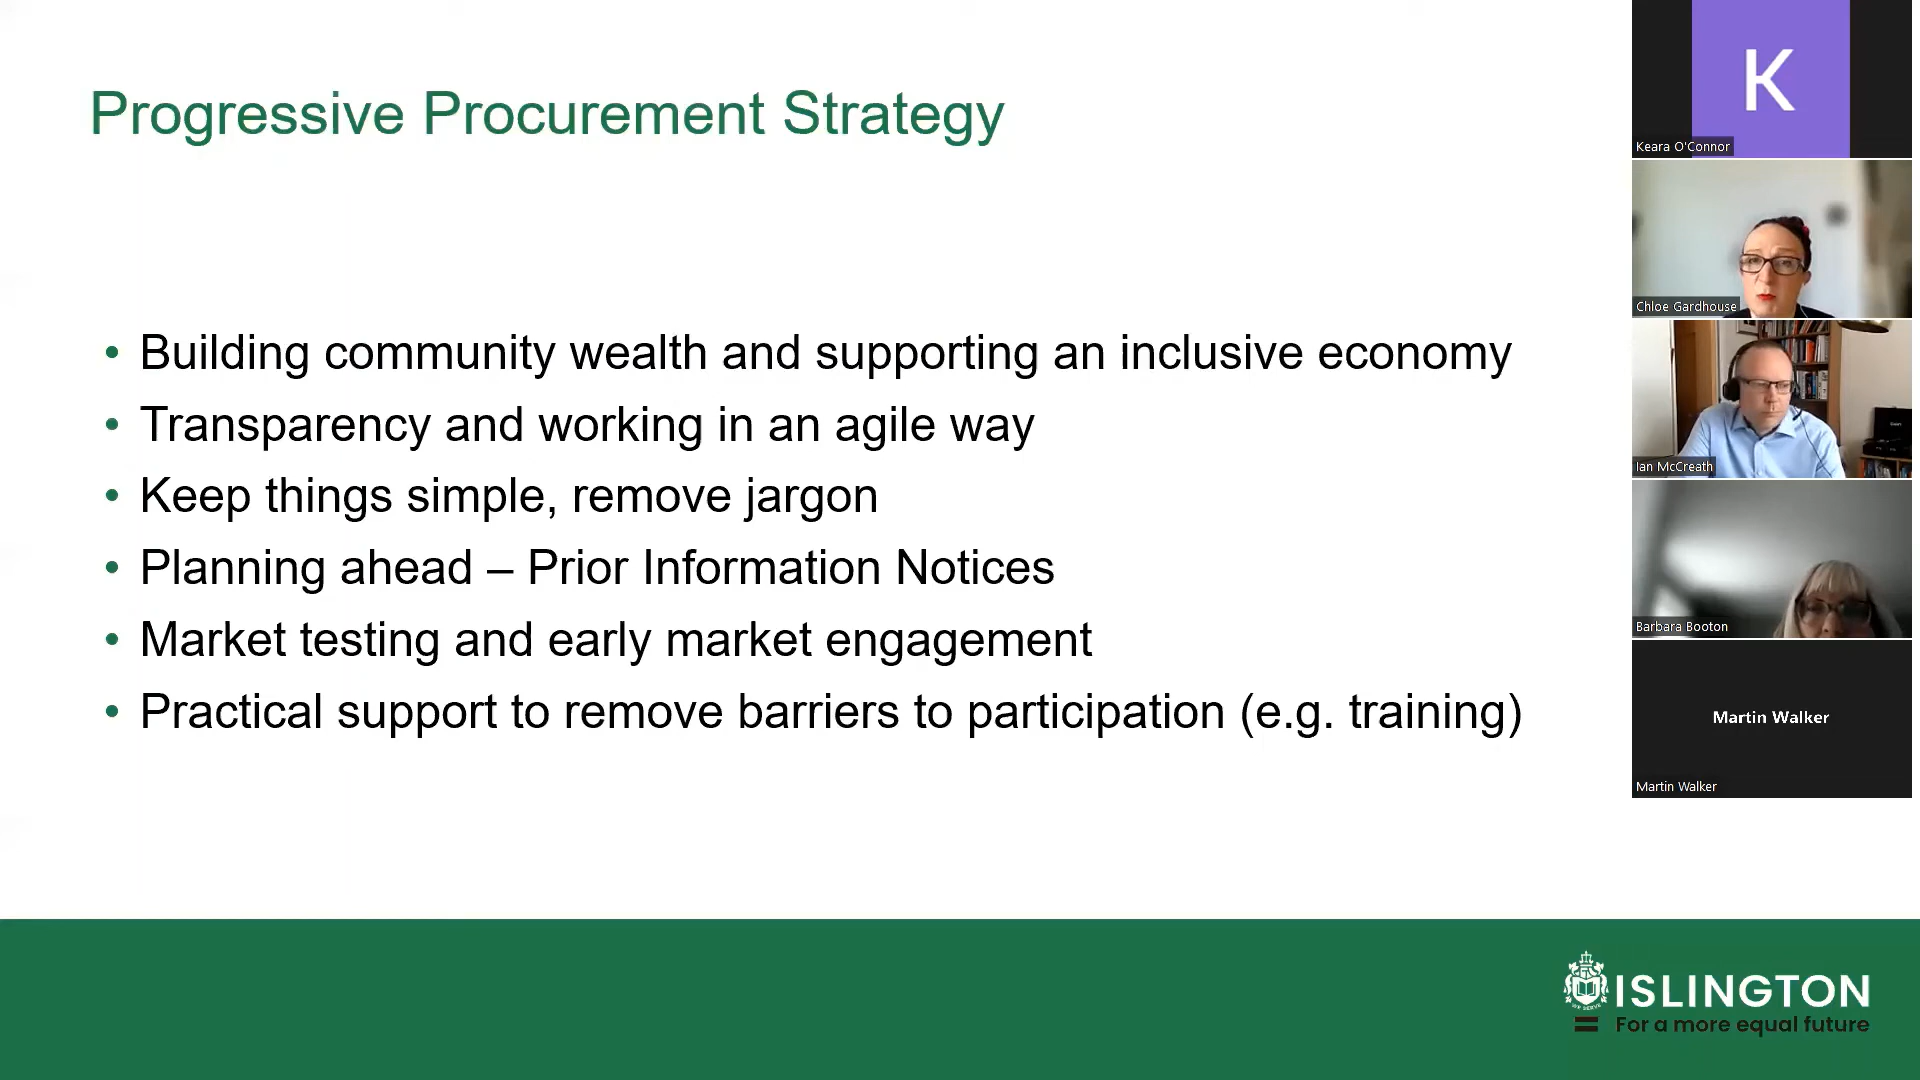 Progressive Procurement Strategy
• Building community wealth and supporting an inclusive economy
• Transparency and working in an agile way
• Keep things simple, remove jargon
• Planning ahead – Prior Information Notices
• Market testing and early market engagement
• Practical support to remove barriers to participation (e.g. training)
K
Keara O'Connor
Chloe Gardhouse
Ian McCreath
Barbara Booton
Martin Walker
Martin Walker
ISLINGTON
For a more equal future